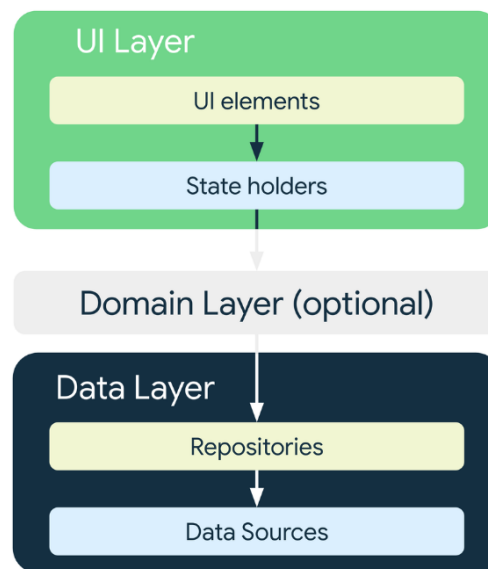 UI Layer
UI elements
State holders
Domain Layer (optional)
Data Layer
Repositories
Data Sources